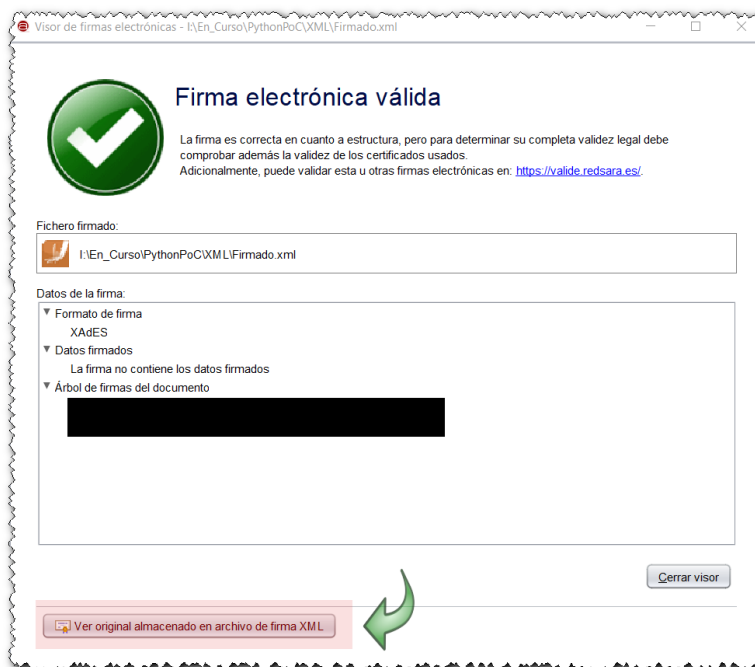 Visor de firmas electrónicas - I:\En_Curso\PythonPoC\XML\Firmado.xml
Firma electrónica válida
La firma es correcta en cuanto a estructura, pero para determinar su completa validez legal debe
comprobar además la validez de los certificados usados.
Adicionalmente, puede validar esta u otras firmas electrónicas en: https://valide.redsara.es/.
Fichero firmado:
I:\En_Curso\PythonPoC\XML\Firmado.xml
Datos de la firma:
Formato de firma
XAdES
Datos firmados
La firma no contiene los datos firmados
Árbol de firmas del documento
Cerrar visor
Ver original almacenado en archivo de firma XML